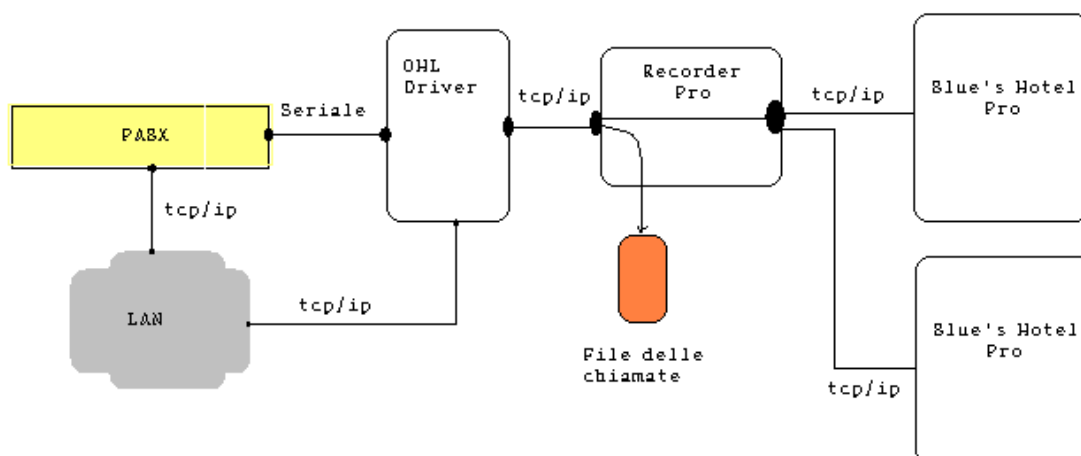 OHL
Driver
Recorder
Pro
tcp/ip
tcp/ip
Blue's Hotel
Pro
Seriale
PABX
tcp/ip
LAN
tcp/ip
File delle
chiamate
Blue's Hotel
Pro
tcp/ip